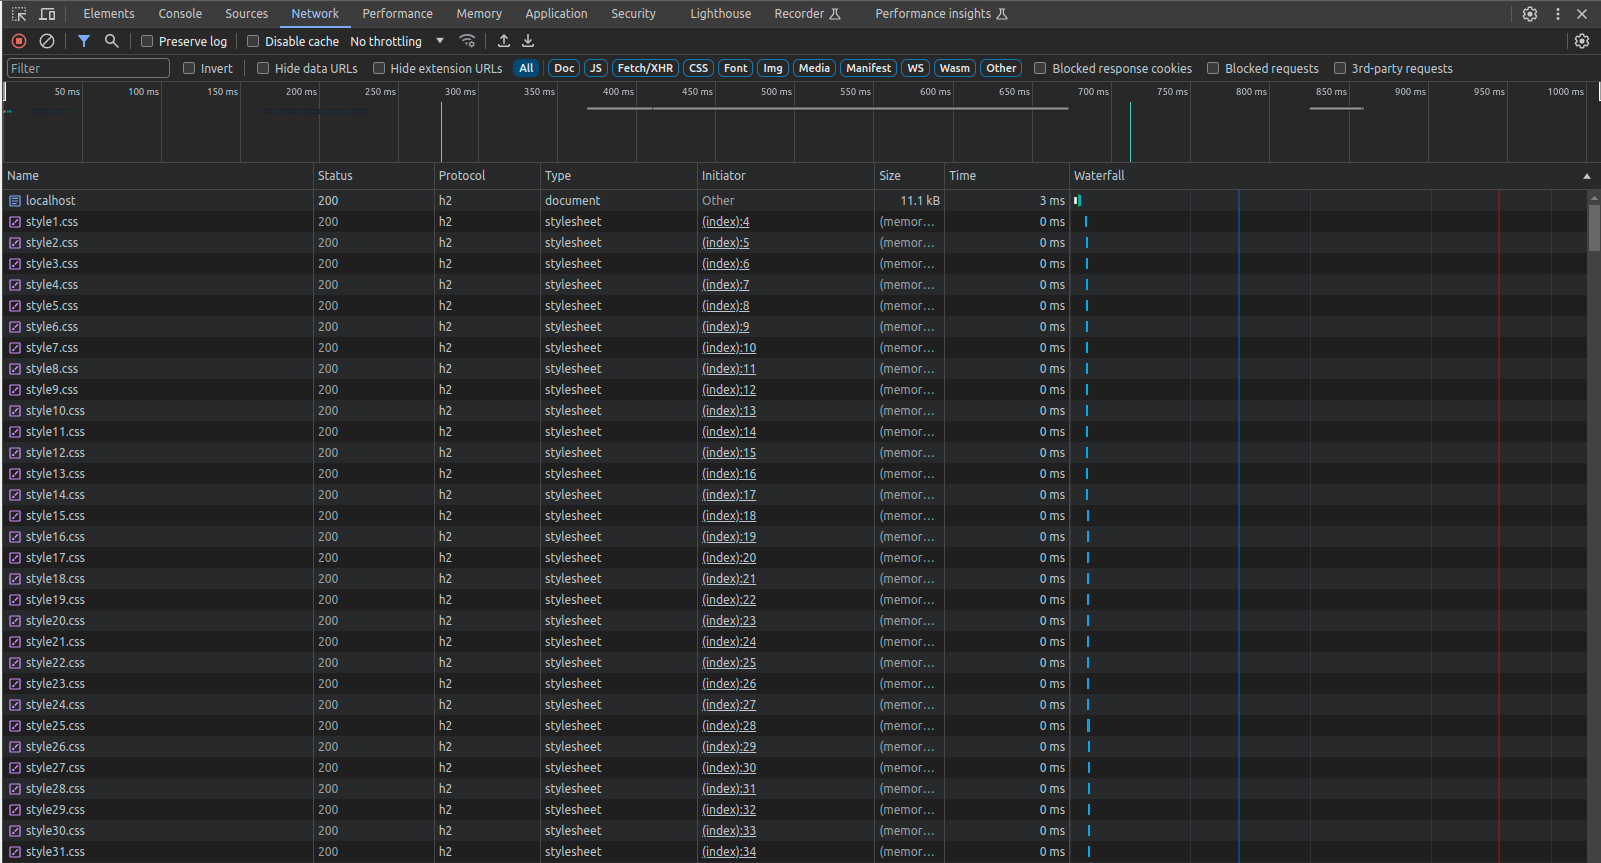 Elements Console Sources Network Performance Memory Application Security Lighthouse Recorder Performance insights
Preserve log Disable cache No throttling
Filter Invert Hide data URLs Hide extension URLs All Doc JS Fetch/XHR CSS Font Img Media Manifest WS Wasm Other Blocked response cookies Blocked requests 3rd-party requests
50 ms 100 ms 150 ms 200 ms 250 ms 300 ms 350 ms 400 ms 450 ms 500 ms 550 ms 600 ms 650 ms 700 ms 750 ms 800 ms 850 ms 900 ms 950 ms 1000 ms
Name Status Protocol Type Initiator Size Time Waterfall
localhost 200 h2 document Other 11.1 kB 3 ms
style1.css 200 h2 stylesheet (index):4 (memor... 0 ms
style2.css 200 h2 stylesheet (index):5 (memor... 0 ms
style3.css 200 h2 stylesheet (index):6 (memor... 0 ms
style4.css 200 h2 stylesheet (index):7 (memor... 0 ms
style5.css 200 h2 stylesheet (index):8 (memor... 0 ms
style6.css 200 h2 stylesheet (index):9 (memor... 0 ms
style7.css 200 h2 stylesheet (index):10 (memor... 0 ms
style8.css 200 h2 stylesheet (index):11 (memor... 0 ms
style9.css 200 h2 stylesheet (index):12 (memor... 0 ms
style10.css 200 h2 stylesheet (index):13 (memor... 0 ms
style11.css 200 h2 stylesheet (index):14 (memor... 0 ms
style12.css 200 h2 stylesheet (index):15 (memor... 0 ms
style13.css 200 h2 stylesheet (index):16 (memor... 0 ms
style14.css 200 h2 stylesheet (index):17 (memor... 0 ms
style15.css 200 h2 stylesheet (index):18 (memor... 0 ms
style16.css 200 h2 stylesheet (index):19 (memor... 0 ms
style17.css 200 h2 stylesheet (index):20 (memor... 0 ms
style18.css 200 h2 stylesheet (index):21 (memor... 0 ms
style19.css 200 h2 stylesheet (index):22 (memor... 0 ms
style20.css 200 h2 stylesheet (index):23 (memor... 0 ms
style21.css 200 h2 stylesheet (index):24 (memor... 0 ms
style22.css 200 h2 stylesheet (index):25 (memor... 0 ms
style23.css 200 h2 stylesheet (index):26 (memor... 0 ms
style24.css 200 h2 stylesheet (index):27 (memor... 0 ms
style25.css 200 h2 stylesheet (index):28 (memor... 0 ms
style26.css 200 h2 stylesheet (index):29 (memor... 0 ms
style27.css 200 h2 stylesheet (index):30 (memor... 0 ms
style28.css 200 h2 stylesheet (index):31 (memor... 0 ms
style29.css 200 h2 stylesheet (index):32 (memor... 0 ms
style30.css 200 h2 stylesheet (index):33 (memor... 0 ms
style31.css 200 h2 stylesheet (index):34 (memor... 0 ms